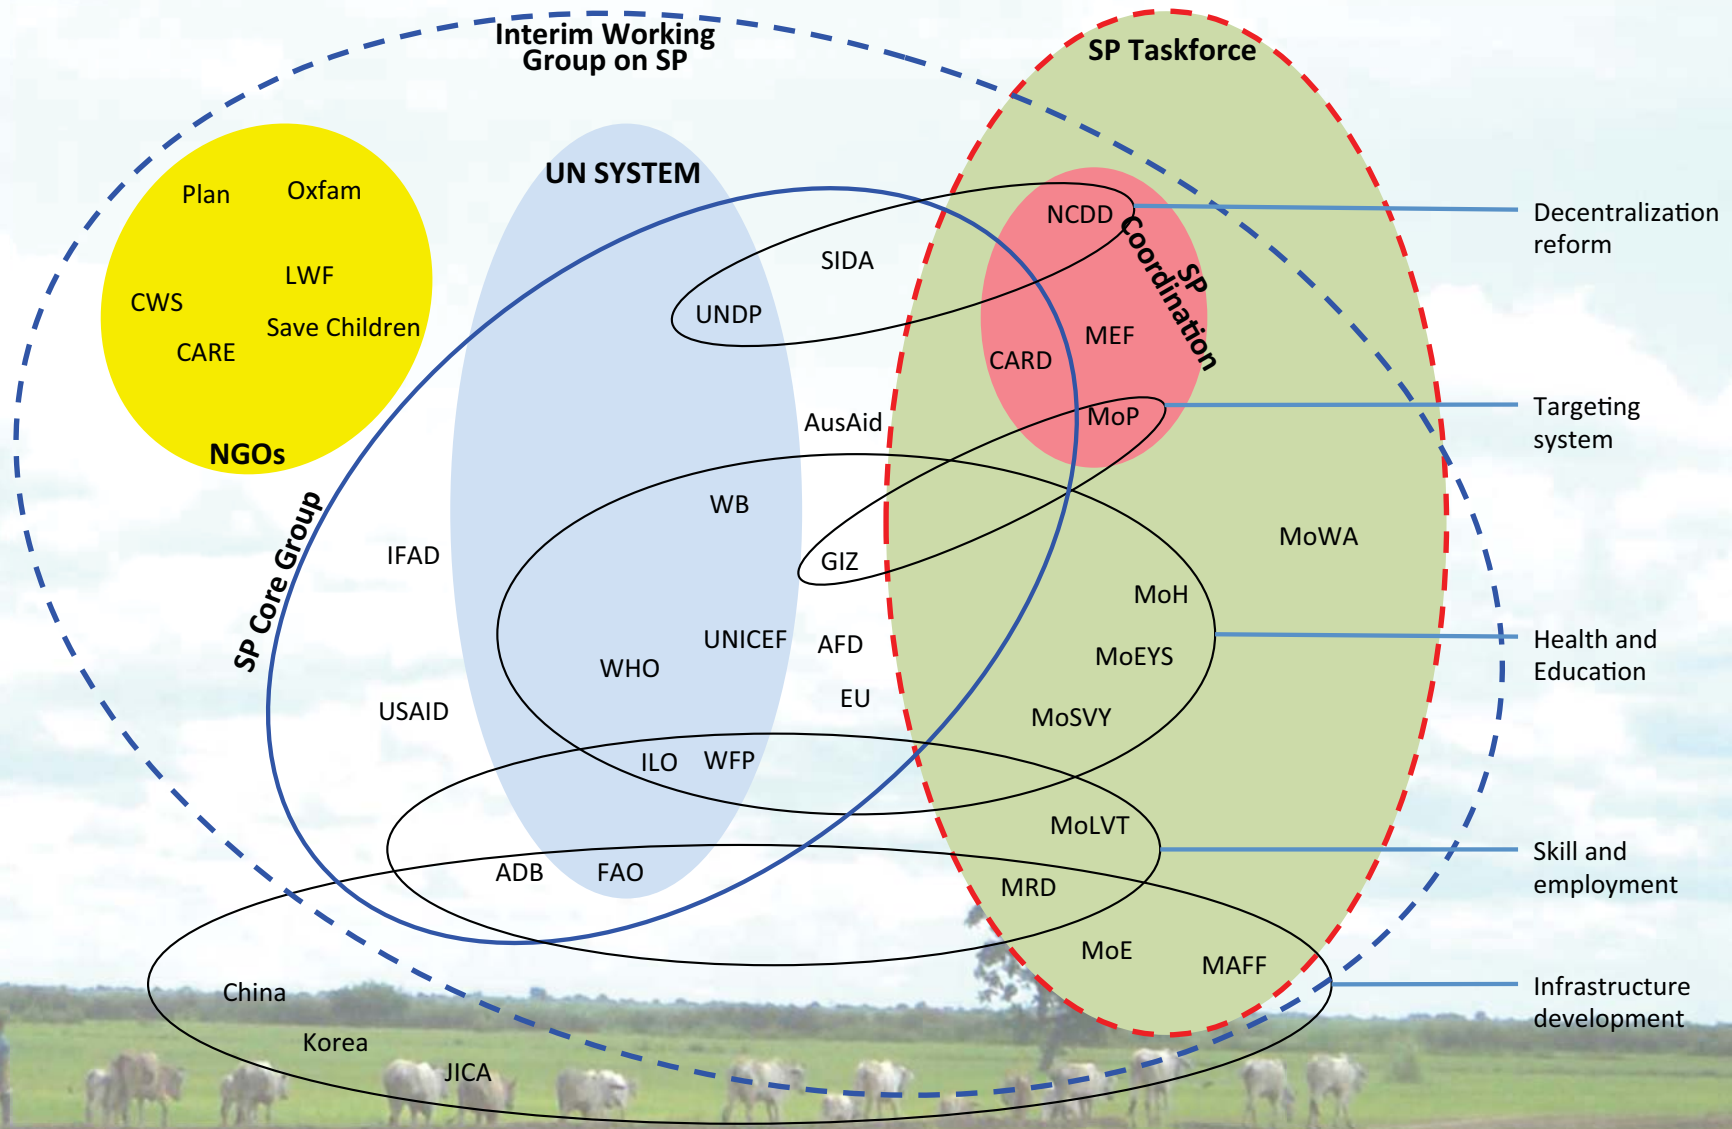 Interim Working
Group on SP
SP Taskforce
UN SYSTEM
Plan
Oxfam
LWF
CWS
Save Children
CARE
NGOs
SP Core Group
SIDA
UNDP
NCDD
SP
Coordination
MEF
CARD
MoP
AusAid
WB
GIZ
IFAD
UNICEF
AFD
WHO
EU
USAID
ILO
WFP
ADB
FAO
MoWA
MoH
MoEYS
MoSVY
MoLVT
MRD
MoE
MAFF
China
Korea
JICA
Decentralization
reform
Targeting
system
Health and
Education
Skill and
employment
Infrastructure
development